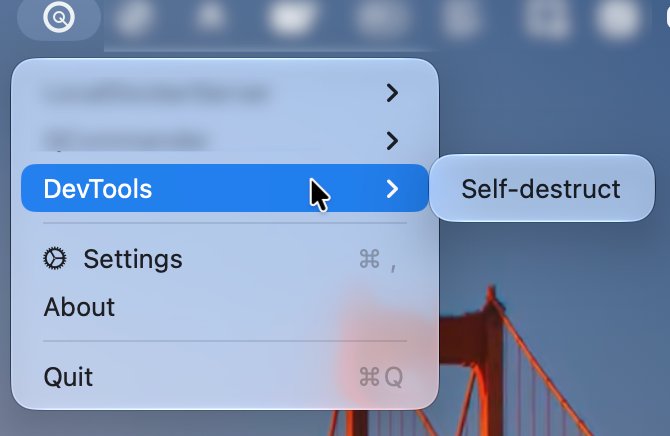 DevTools
Self-destruct
Settings ⌘ ,
About
Quit ⌘Q